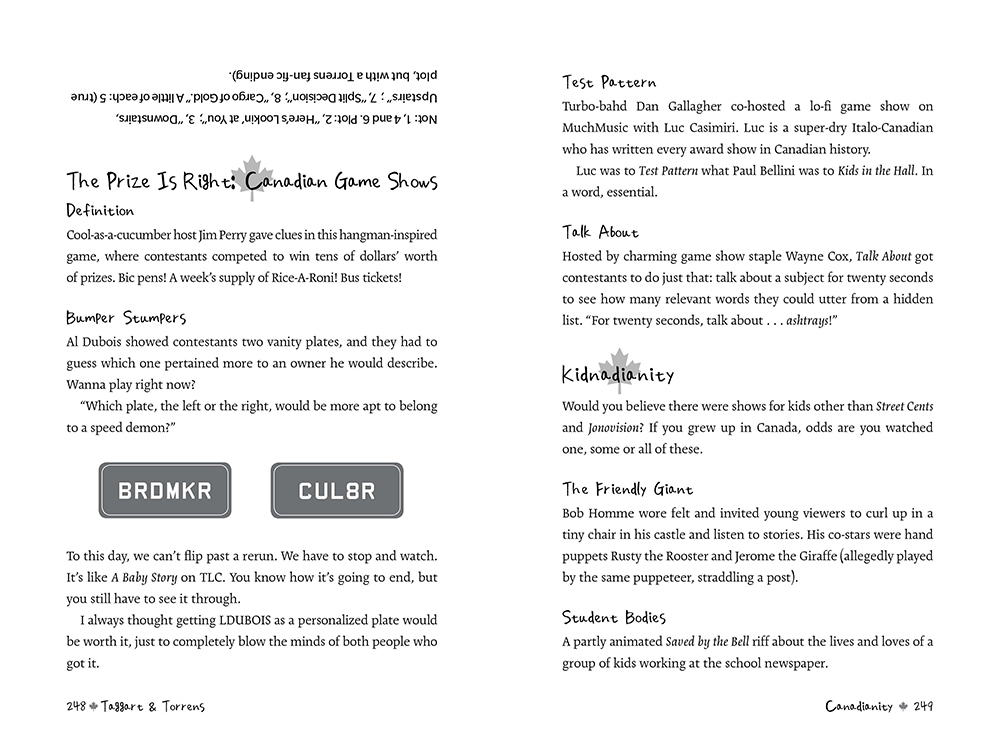 Not: 1, 4 and 6. Plot: 2, “Here’s Lookin’ at You”; 3, “Downstairs,
Upstairs” ; 7, “Split Decision”; 8, “Cargo of Gold.” A little of each: 5 (true
plot, but with a Torrens fan-fic ending).
The Prize Is Right: Canadian Game Shows
Definition
Cool-as-a-cucumber host Jim Perry gave clues in this hangman-inspired
game, where contestants competed to win tens of dollars’ worth
of prizes. Bic pens! A week’s supply of Rice-A-Roni! Bus tickets!
Bumper Stumpers
Al Dubois showed contestants two vanity plates, and they had to
guess which one pertained more to an owner he would describe.
Wanna play right now?
“Which plate, the left or the right, would be more apt to belong
to a speed demon?”
BRDMKR
CUL8R
To this day, we can’t flip past a rerun. We have to stop and watch.
It’s like A Baby Story on TLC. You know how it’s going to end, but
you still have to see it through.
I always thought getting LDUBOIS as a personalized plate would
be worth it, just to completely blow the minds of both people who
got it.
248 Taggart & Torrens
Test Pattern
Turbo-bahd Dan Gallagher co-hosted a lo-fi game show on
MuchMusic with Luc Casimiri. Luc is a super-dry Italo-Canadian
who has written every award show in Canadian history.
Luc was to Test Pattern what Paul Bellini was to Kids in the Hall. In
a word, essential.
Talk About
Hosted by charming game show staple Wayne Cox, Talk About got
contestants to do just that: talk about a subject for twenty seconds
to see how many relevant words they could utter from a hidden
list. “For twenty seconds, talk about . . . ashtrays!”
Kidnadianity
Would you believe there were shows for kids other than Street Cents
and Jonovision? If you grew up in Canada, odds are you watched
one, some or all of these.
The Friendly Giant
Bob Homme wore felt and invited young viewers to curl up in a
tiny chair in his castle and listen to stories. His co-stars were hand
puppets Rusty the Rooster and Jerome the Giraffe (allegedly played
by the same puppeteer, straddling a post).
Student Bodies
A partly animated Saved by the Bell riff about the lives and loves of a
group of kids working at the school newspaper.
Canadianity 249